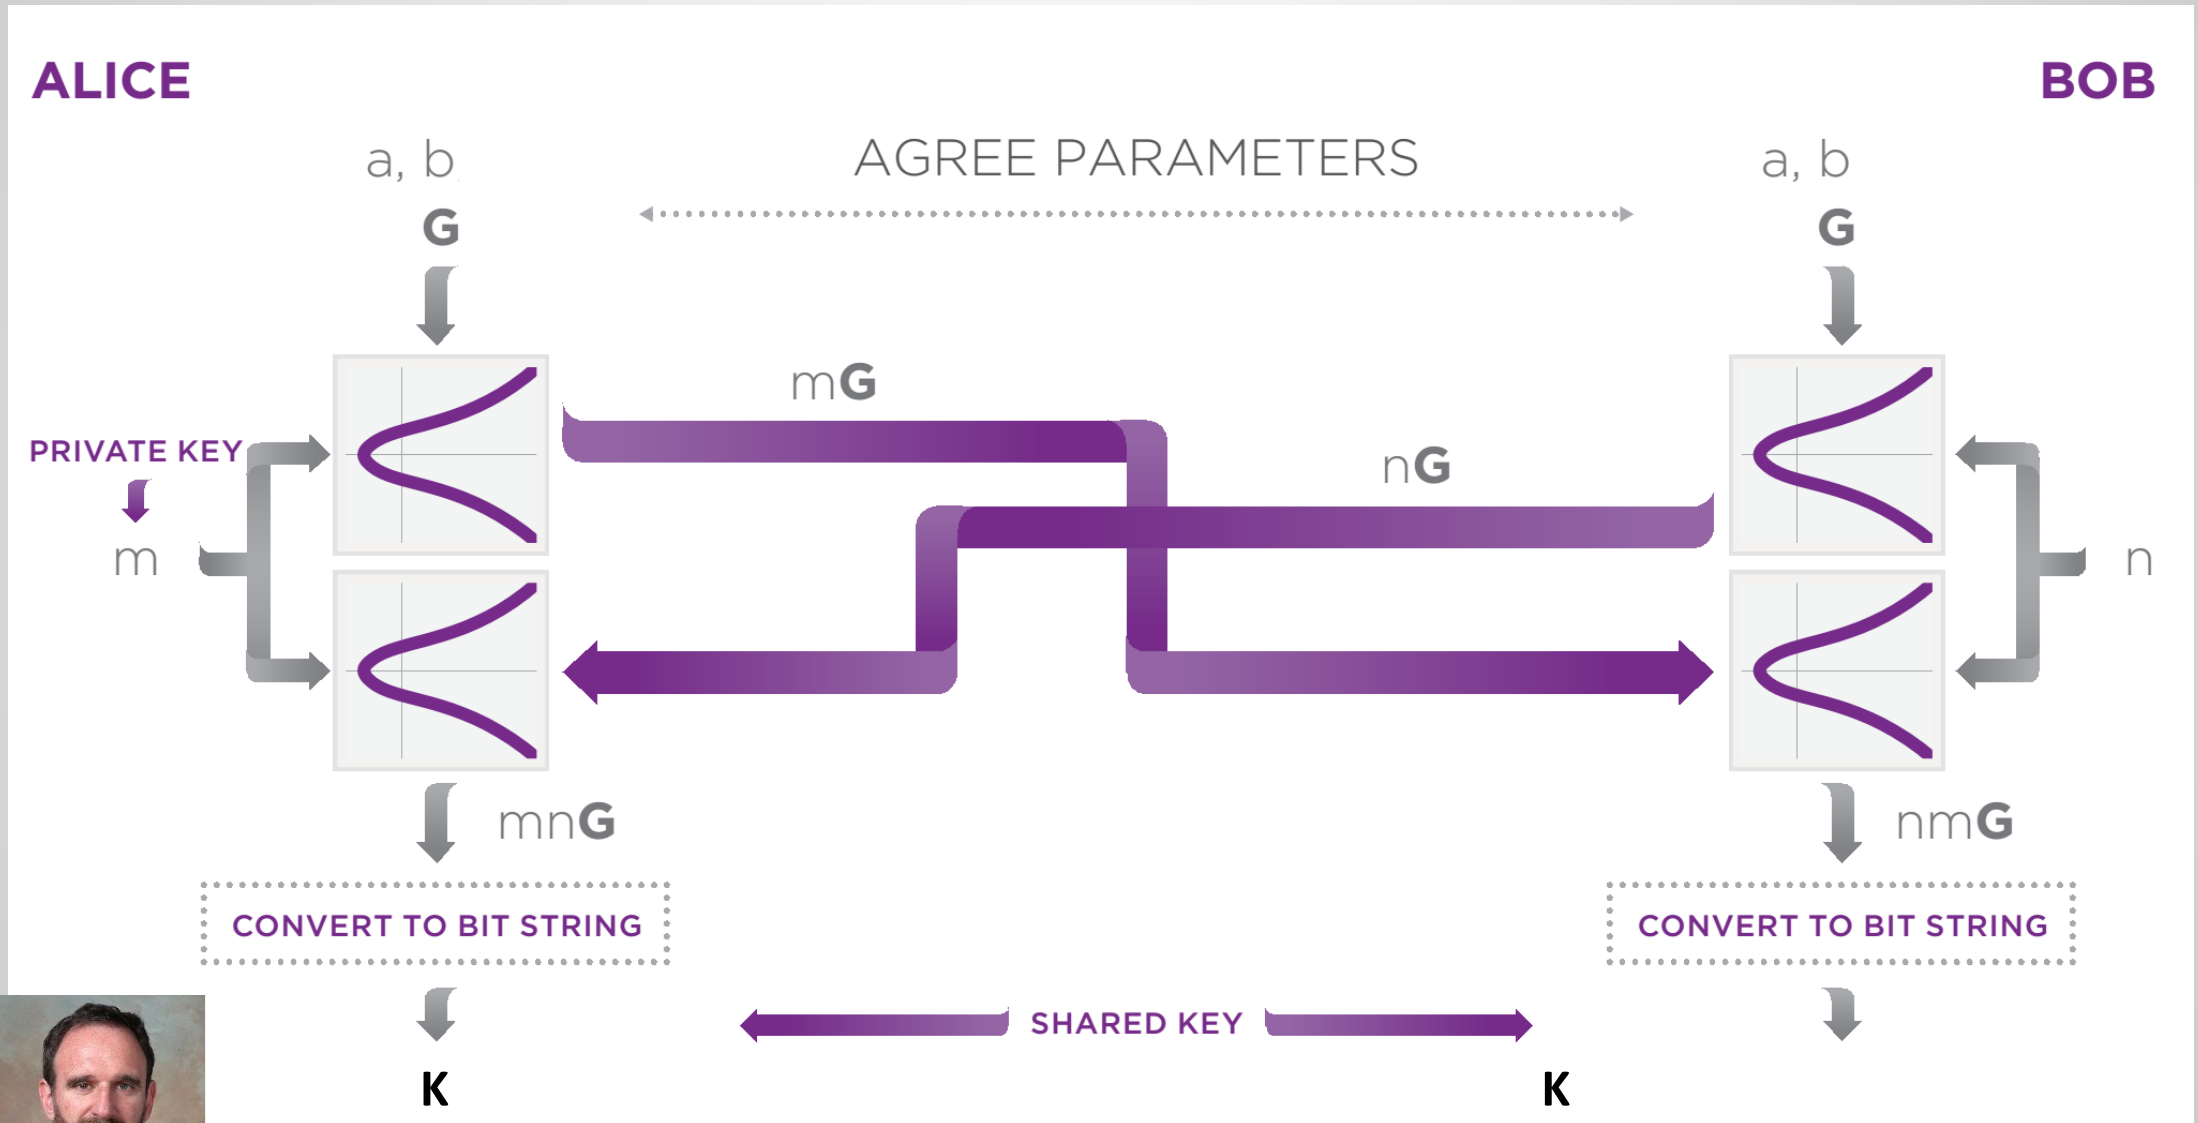 ALICE
BOB
a, b
AGREE PARAMETERS
a, b
G
G
mG
nG
PRIVATE KEY
m
n
mnG
nmG
CONVERT TO BIT STRING
CONVERT TO BIT STRING
SHARED KEY
K
K